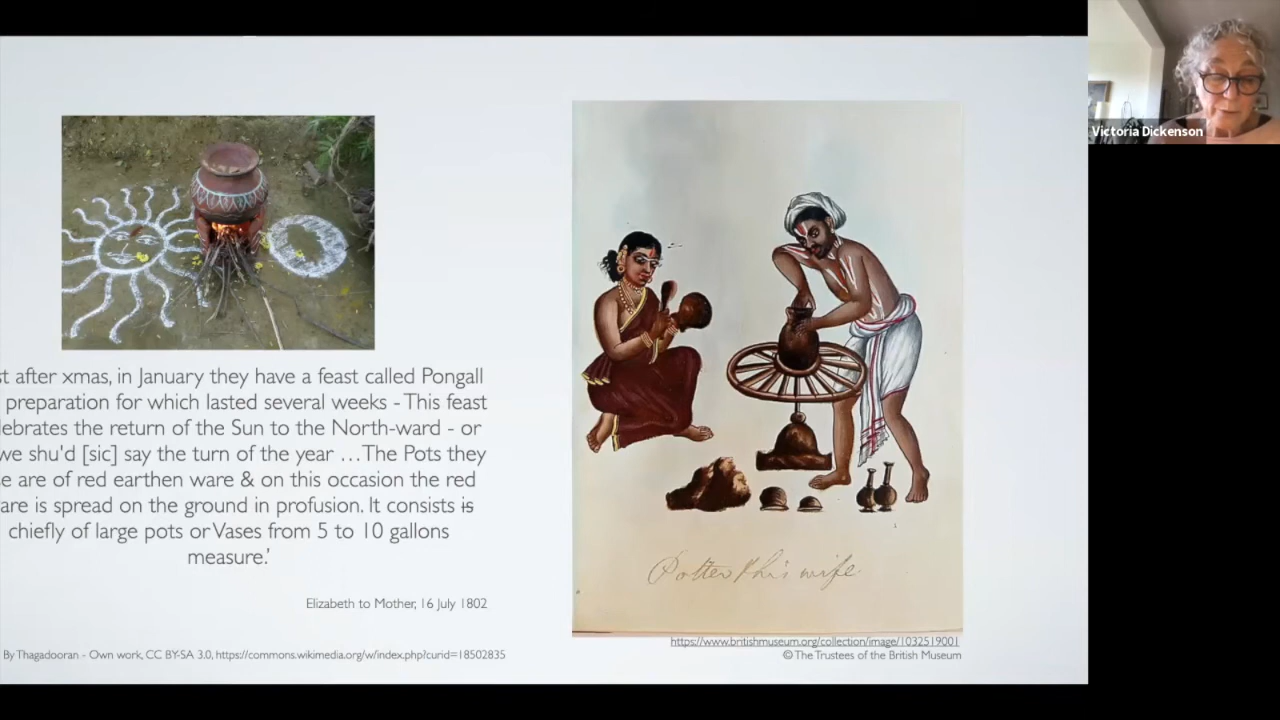 st after xmas, in January they have a feast called Pongall
preparation for which lasted several weeks - This feast
lebrates the return of the Sun to the North-ward - or
we shu'd [sic] say the turn of the year …The Pots they
e are of red earthen ware & on this occasion the red
are is spread on the ground in profusion. It consists is
chiefly of large pots or Vases from 5 to 10 gallons
measure.'
Elizabeth to Mother, 16 July 1802
By Thagadooran - Own work, CC BY-SA 3.0, https://commons.wikimedia.org/w/index.php?curid=18502835
Potter & his wife
https://www.britishmuseum.org/collection/image/1032519001
© The Trustees of the British Museum
Victoria Dickenson